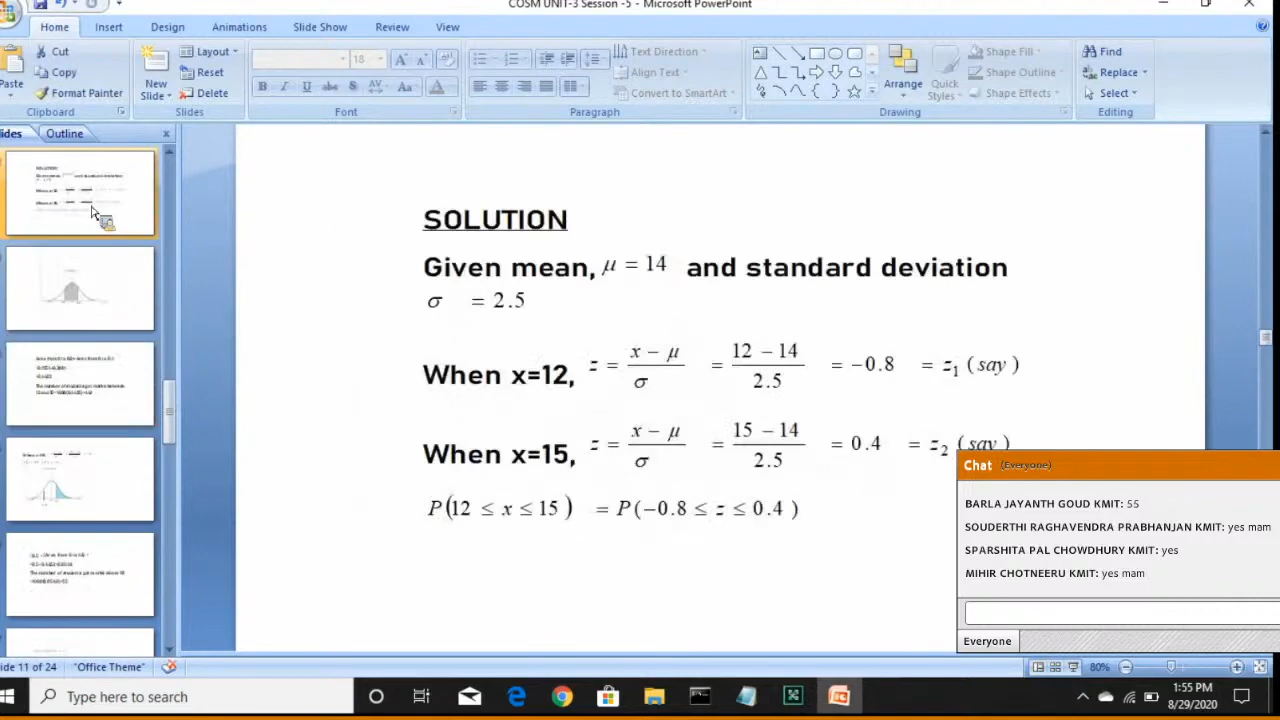 COSM UNIT-3 Session -5 - Microsoft PowerPoint
Home Insert Design Animations Slide Show Review View
Cut
Copy
Format Painter
Paste
Clipboard
New Slide
Layout
Reset
Delete
Slides
18
B I U abc S AV Aa A
Font
Text Direction
Align Text
Convert to SmartArt
Paragraph
Arrange
Quick Styles
Shape Fill
Shape Outline
Shape Effects
Drawing
Find
Replace
Select
Editing
Outline
SOLUTION
Given mean, μ = 14 and standard deviation
σ = 2.5
When x=12, z = (x − μ)/σ = (12 − 14)/2.5 = −0.8 = z₁ ( say )
When x=15, z = (x − μ)/σ = (15 − 14)/2.5 = 0.4 = z₂ ( say )
P(12 ≤ x ≤ 15 ) = P(−0.8 ≤ z ≤ 0.4 )
Chat (Everyone)
BARLA JAYANTH GOUD KMIT: 55
SOUDERTHI RAGHAVENDRA PRABHANJAN KMIT: yes mam
SPARSHITA PAL CHOWDHURY KMIT: yes
MIHIR CHOTNEERU KMIT: yes mam
Everyone
11 of 24 "Office Theme" 80%
Type here to search
1:55 PM
8/29/2020